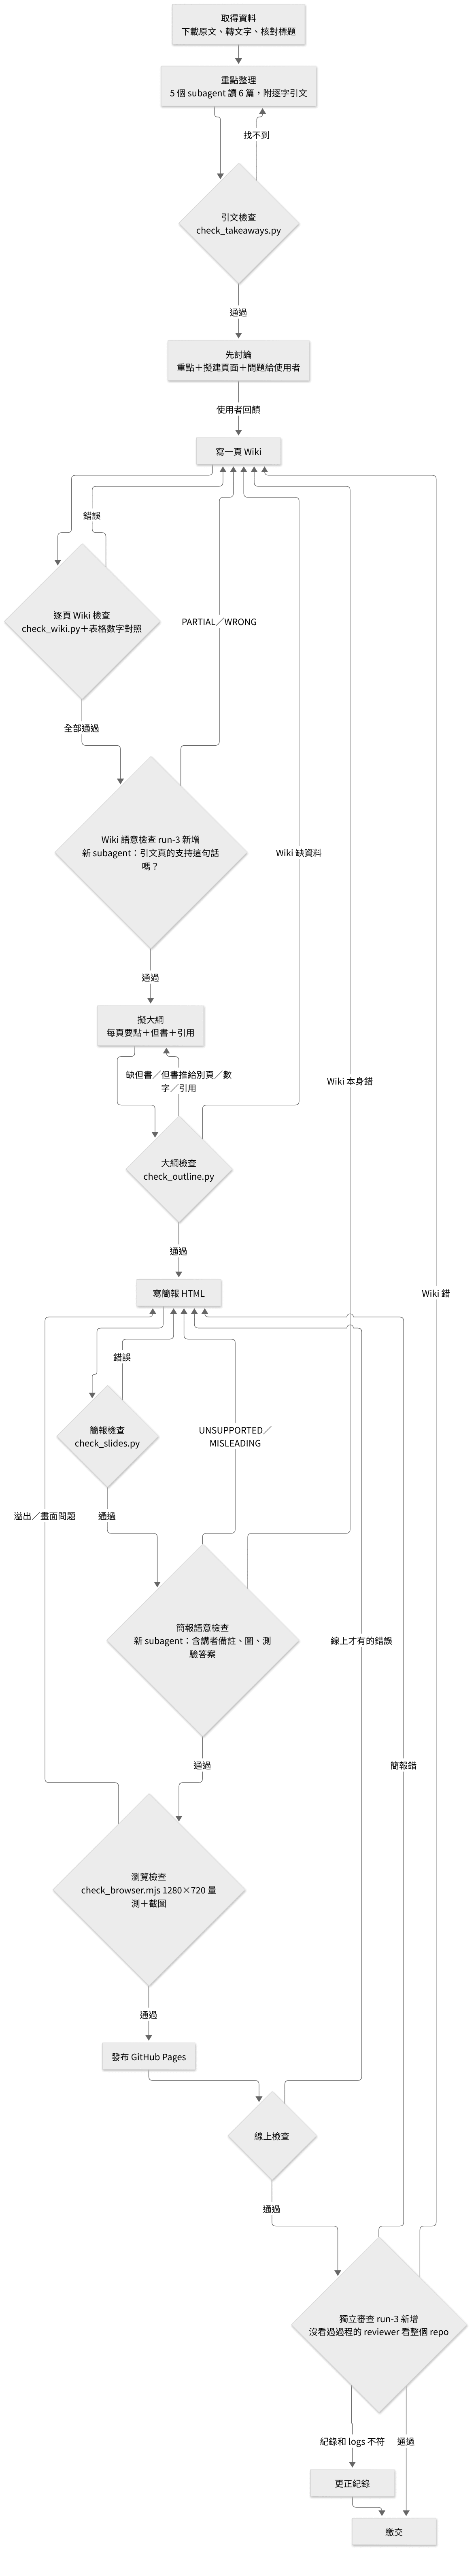 取得資料
下載原文、轉文字、核對標題
重點整理
5 個 subagent 讀 6 篇，附逐字引文
找不到
引文檢查
check_takeaways.py
通過
先討論
重點＋擬建頁面＋問題給使用者
使用者回饋
寫一頁 Wiki
錯誤
逐頁 Wiki 檢查
check_wiki.py＋表格數字對照
PARTIAL／WRONG
全部通過
Wiki 語意檢查 run-3 新增
新 subagent：引文真的支持這句話
嗎？
Wiki 缺資料
通過
擬大綱
每頁要點＋但書＋引用
缺但書／但書推給別頁／數
字／引用
Wiki 本身錯
大綱檢查
check_outline.py
通過
寫簡報 HTML
Wiki 錯
錯誤
簡報檢查
check_slides.py
UNSUPPORTED／
MISLEADING
溢出／畫面問題
通過
簡報語意檢查
新 subagent：含講者備註、圖、測
驗答案
線上才有的錯誤
通過
簡報錯
瀏覽檢查
check_browser.mjs 1280×720 量
測＋截圖
通過
發布 GitHub Pages
線上檢查
通過
獨立審查 run-3 新增
沒看過過程的 reviewer 看整個 repo
紀錄和 logs 不符
通過
更正紀錄
繳交